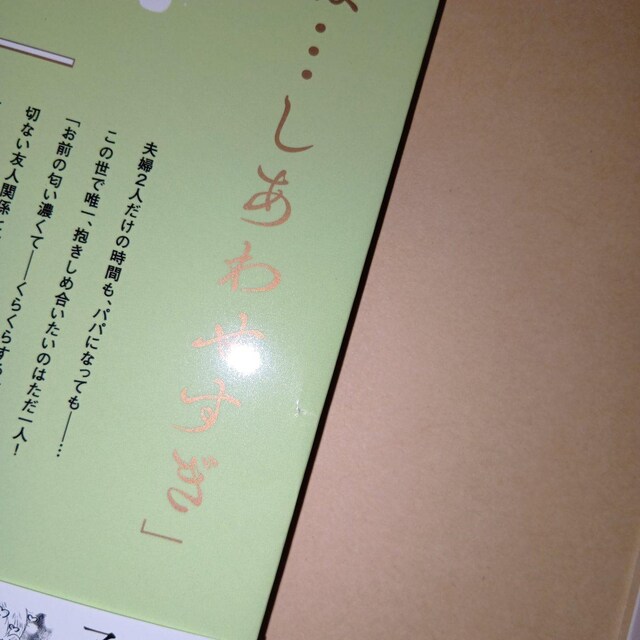 …しあわせすぎ」
夫婦2人だけの時間も、パパになっても――…
この世で唯一、抱きしめ合いたいのはただ一人!
「お前の匂い濃くて――くらくらする
切ない友人関係